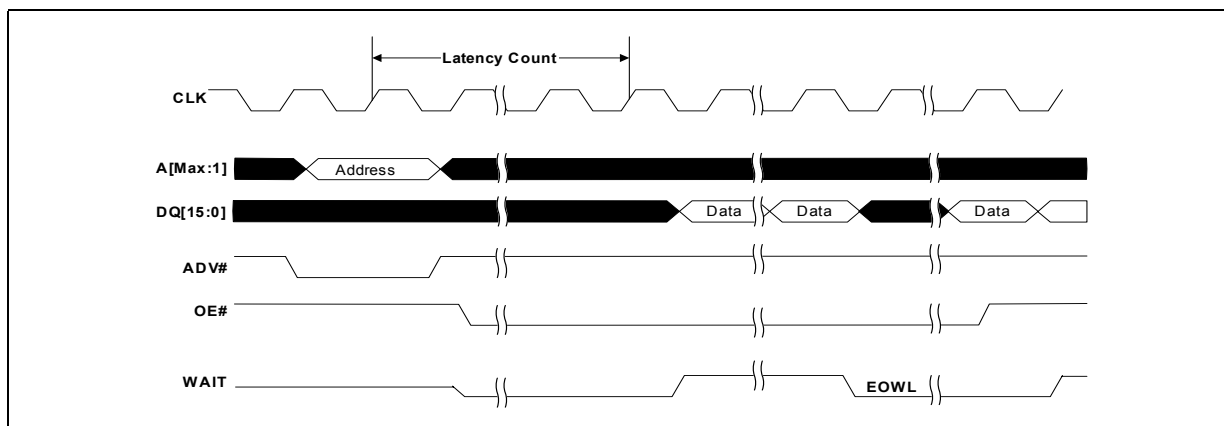 Latency Count
CLK
A[Max:1]
Address
DQ[15:0]
Data
Data
Data
ADV#
OE#
WAIT
EOWL